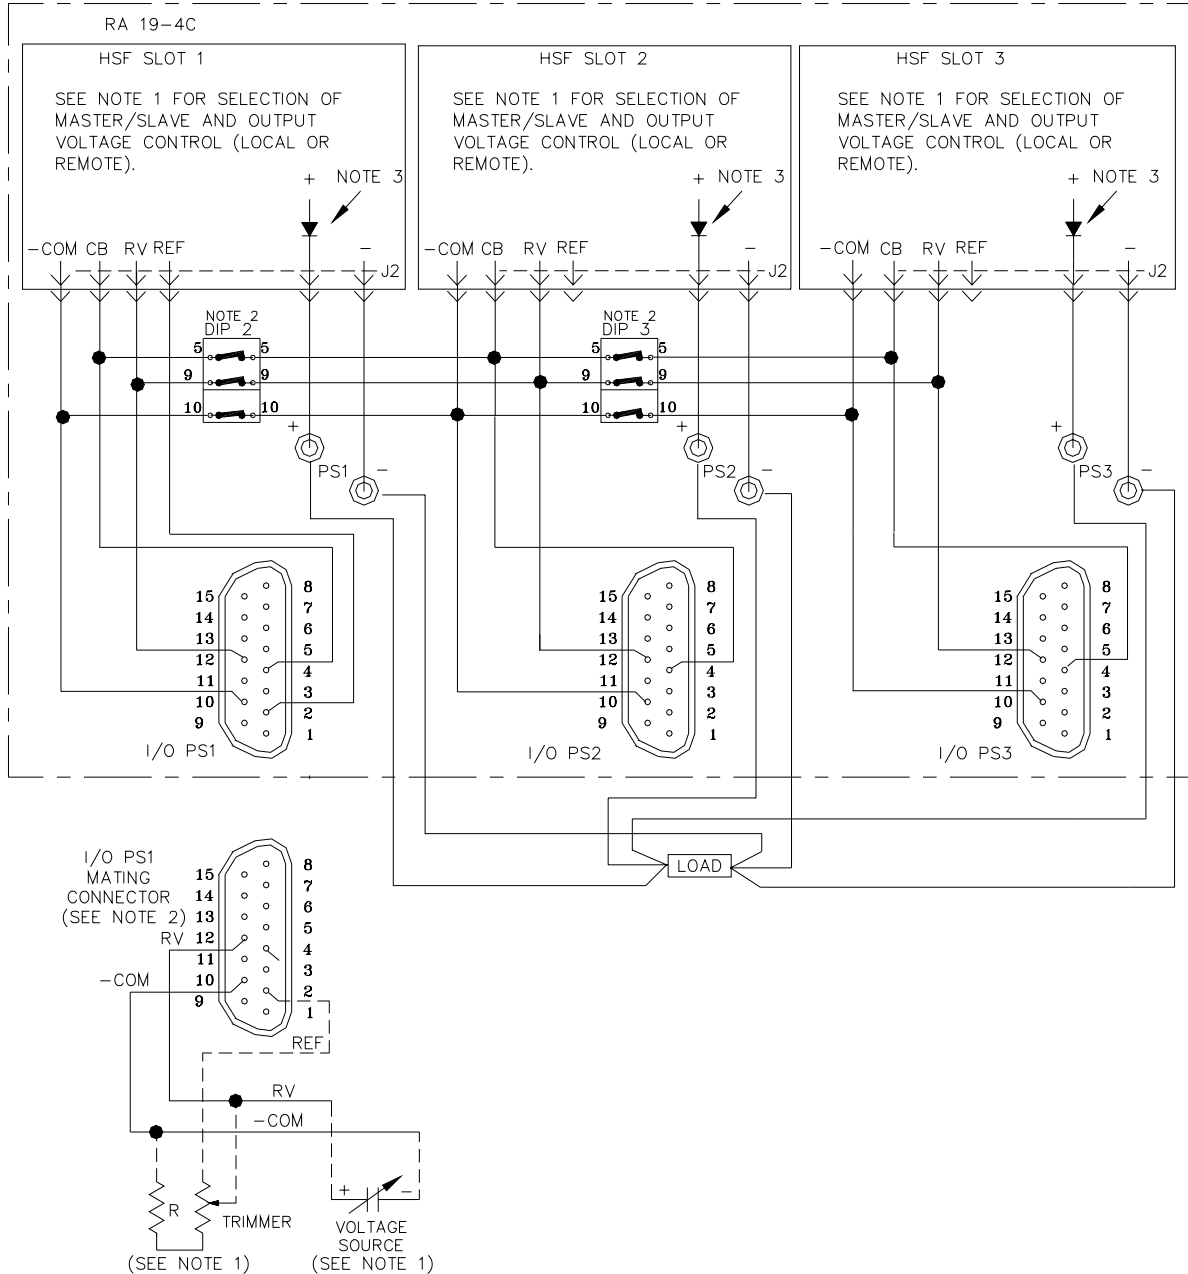 RA 19-4C
HSF SLOT 1
SEE NOTE 1 FOR SELECTION OF
MASTER/SLAVE AND OUTPUT
VOLTAGE CONTROL (LOCAL OR
REMOTE).
+ NOTE 3
-COM CB RV REF -
J2
HSF SLOT 2
SEE NOTE 1 FOR SELECTION OF
MASTER/SLAVE AND OUTPUT
VOLTAGE CONTROL (LOCAL OR
REMOTE).
+ NOTE 3
-COM CB RV REF -
J2
HSF SLOT 3
SEE NOTE 1 FOR SELECTION OF
MASTER/SLAVE AND OUTPUT
VOLTAGE CONTROL (LOCAL OR
REMOTE).
+ NOTE 3
-COM CB RV REF -
J2
NOTE 2
DIP 2
5 5
9 9
10 10
NOTE 2
DIP 3
5 5
9 9
10 10
+
PS1 -
+
PS2 -
+
PS3 -
15
14
13
12
11
10
9
8
7
6
5
4
3
2
1
I/O PS1
15
14
13
12
11
10
9
8
7
6
5
4
3
2
1
I/O PS2
15
14
13
12
11
10
9
8
7
6
5
4
3
2
1
I/O PS3
LOAD
I/O PS1
MATING
CONNECTOR
(SEE NOTE 2)
RV
-COM
15
14
13
12
11
10
9
8
7
6
5
4
3
2
1
REF
RV
-COM
R
TRIMMER
(SEE NOTE 1)
+ -
VOLTAGE
SOURCE
(SEE NOTE 1)